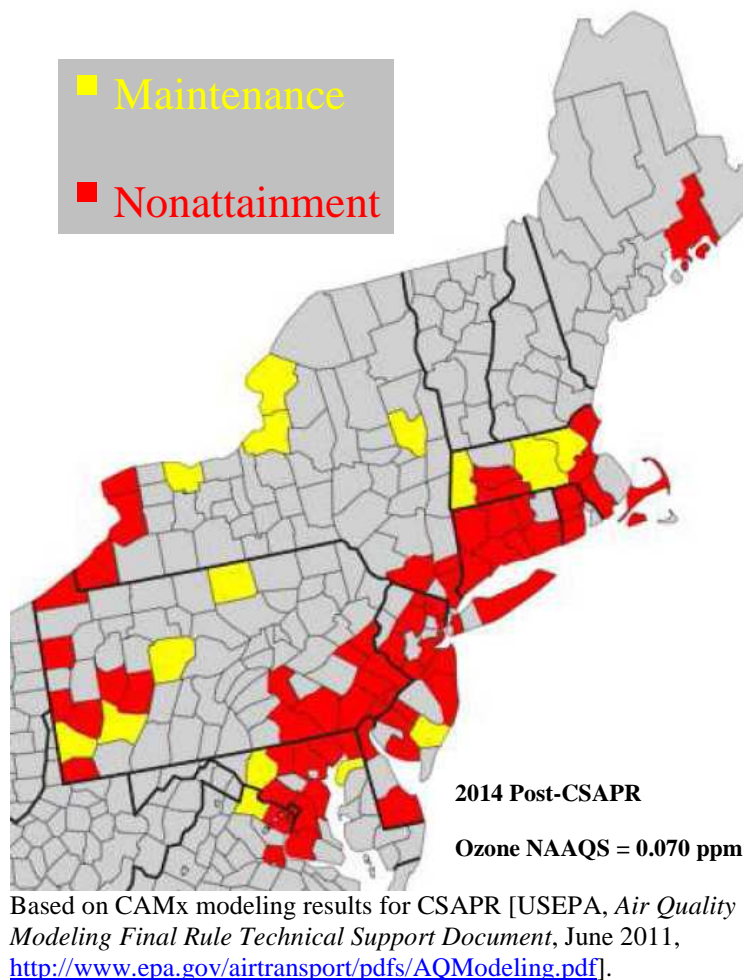 Maintenance
Nonattainment
2014 Post-CSAPR
Ozone NAAQS = 0.070 ppm
Based on CAMx modeling results for CSAPR [USEPA, Air Quality
Modeling Final Rule Technical Support Document, June 2011,
http://www.epa.gov/airtransport/pdfs/AQModeling.pdf].